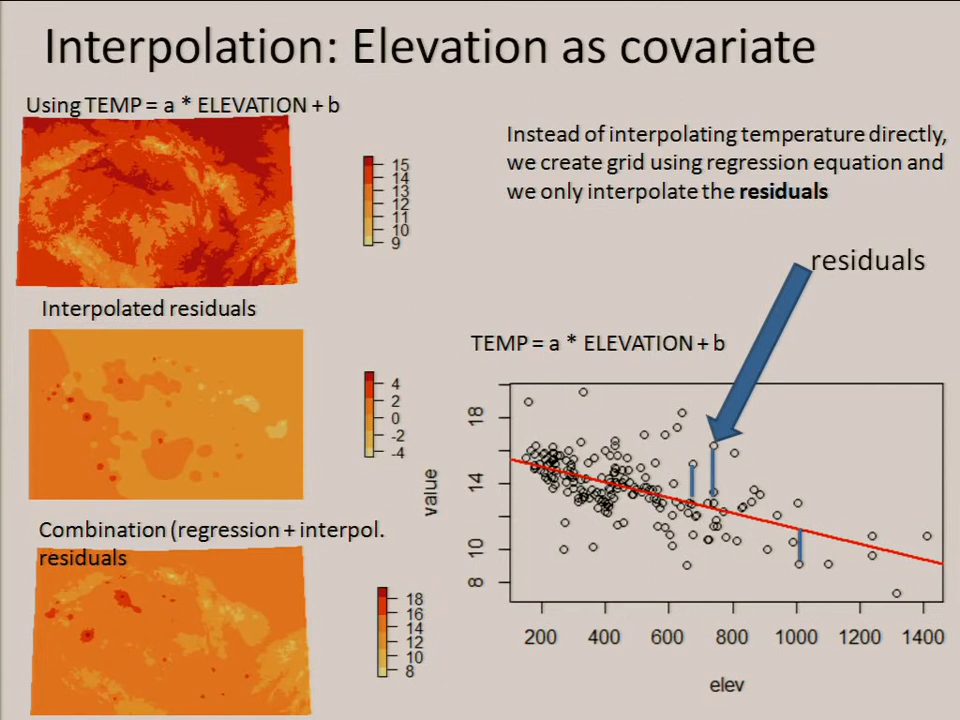 Interpolation: Elevation as covariate
Using TEMP = a * ELEVATION + b
15
14
13
12
11
10
9
Instead of interpolating temperature directly,
we create grid using regression equation and
we only interpolate the residuals
residuals
Interpolated residuals
4
2
0
-2
-4
TEMP = a * ELEVATION + b
18
14
10
8
value
200 400 600 800 1000 1200 1400
elev
Combination (regression + interpol.
residuals
18
16
14
12
10
8